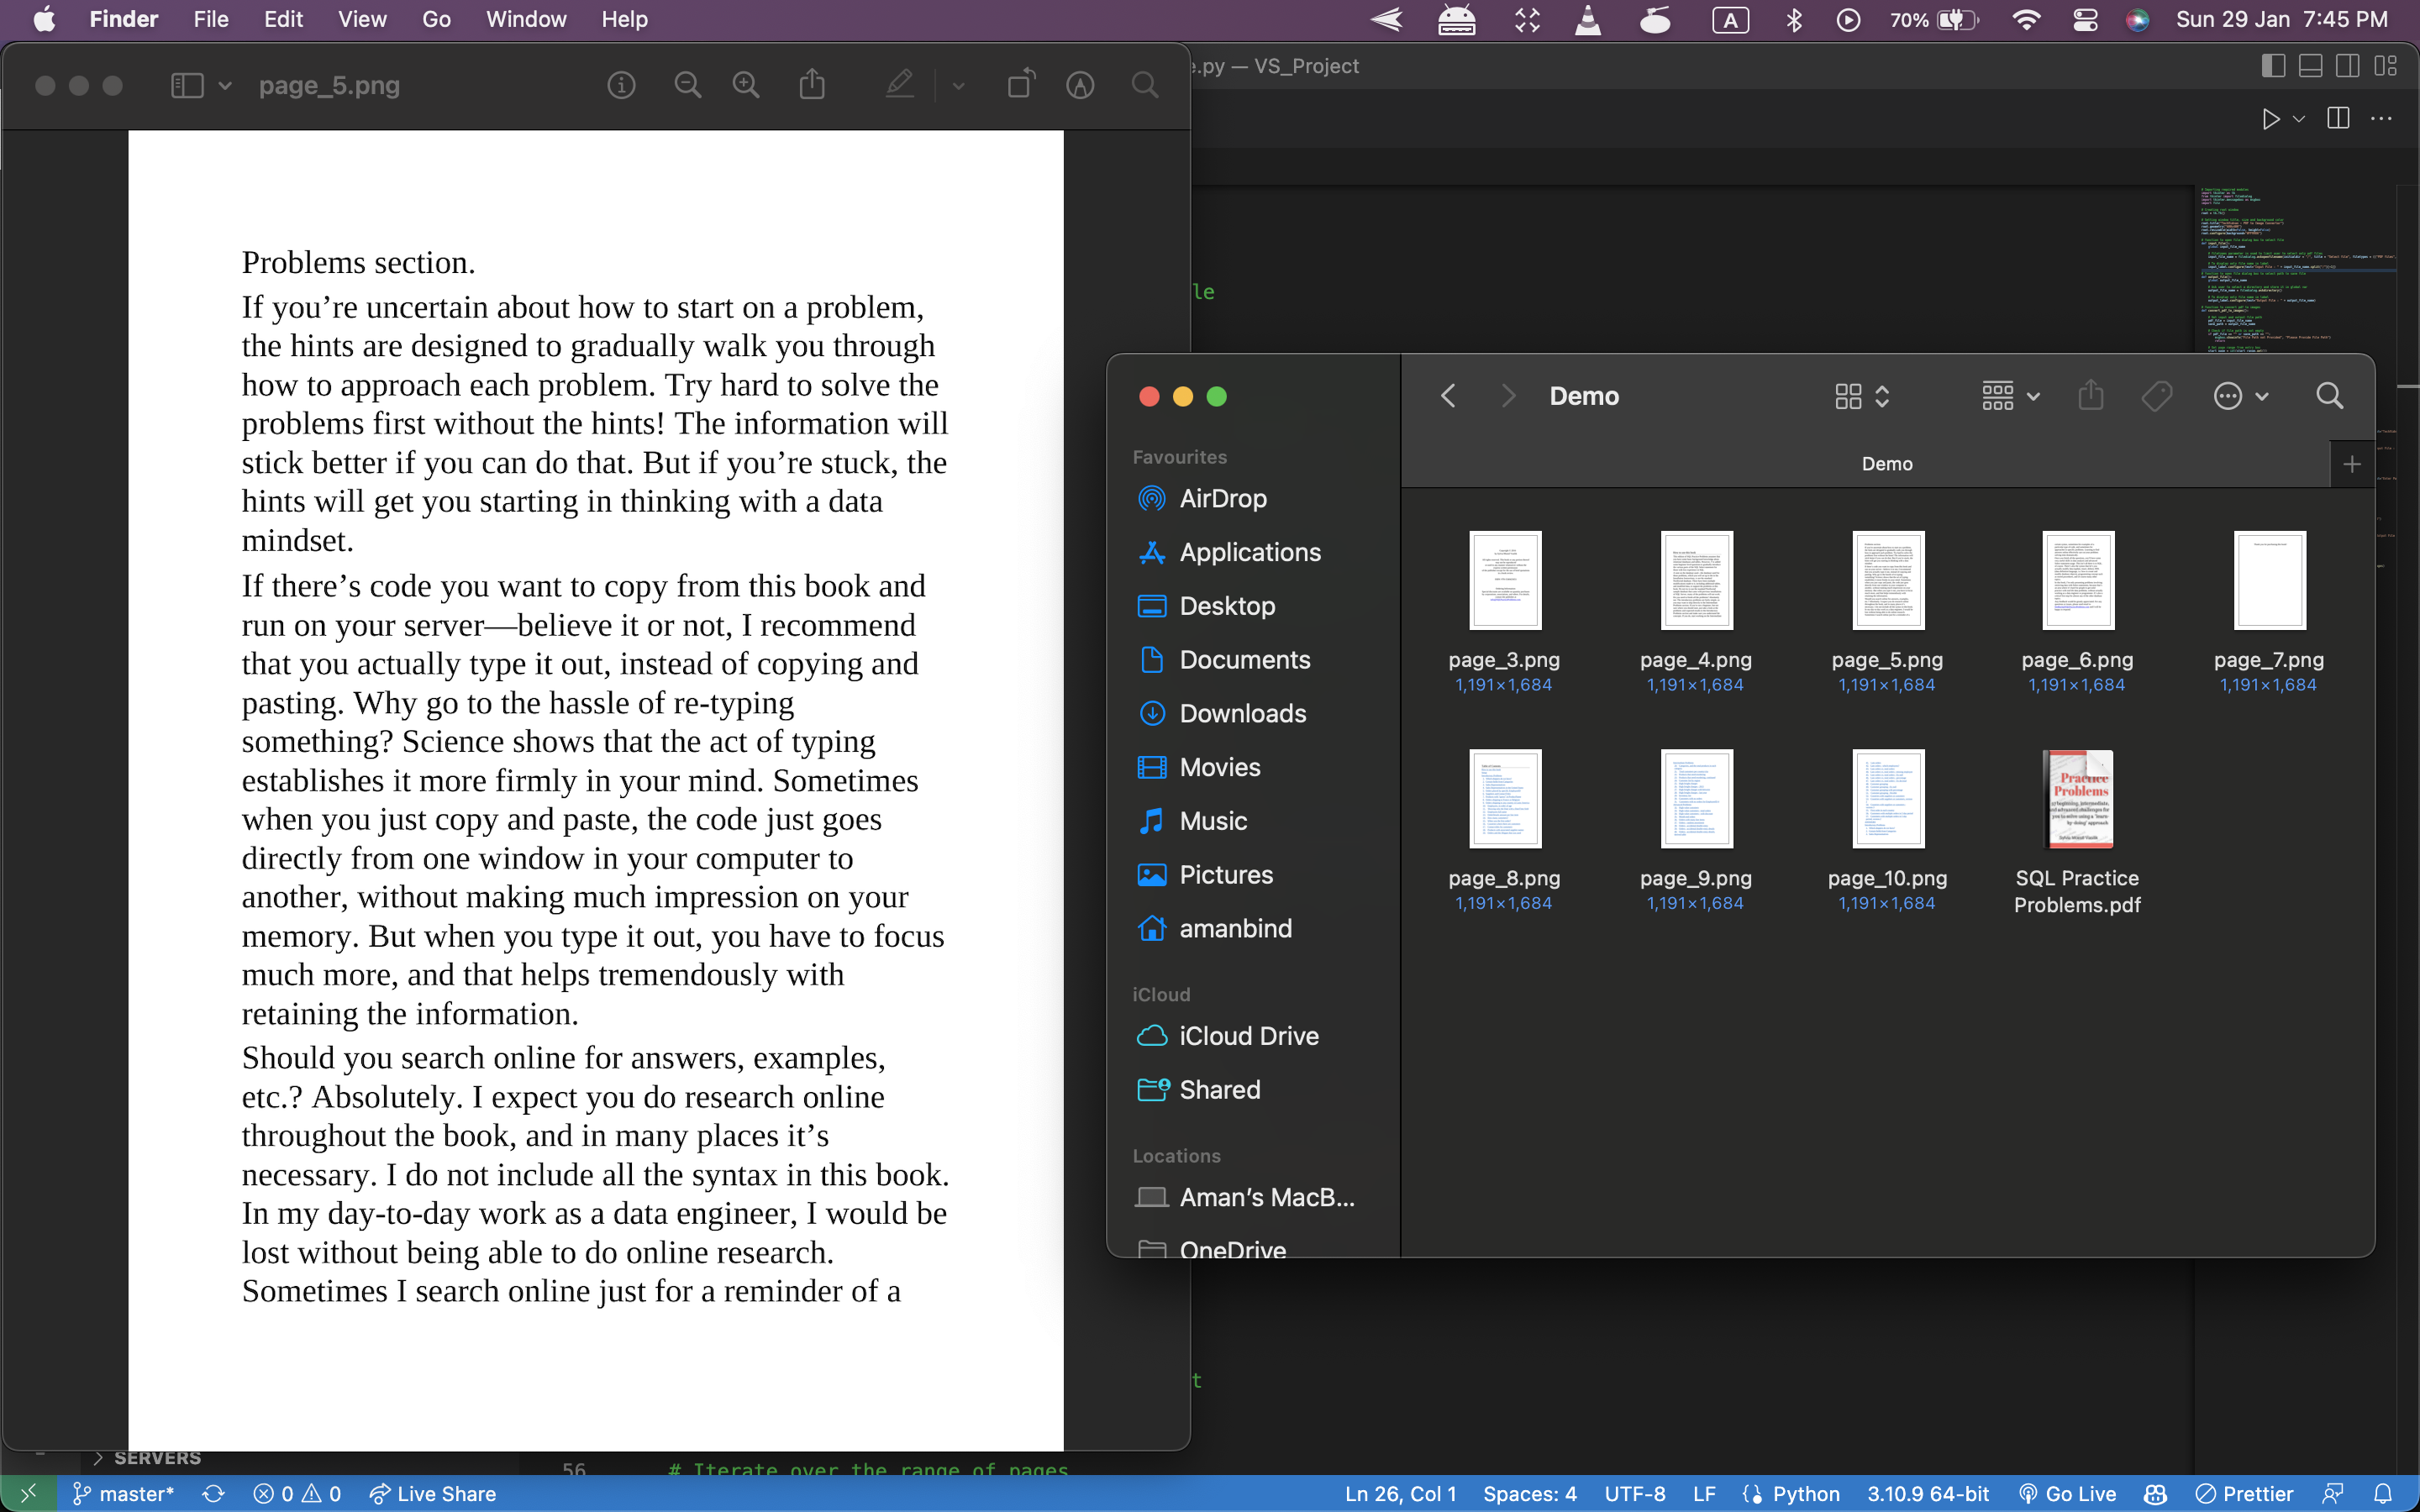 Finder File Edit View Go Window Help
A
70%
Sun 29 Jan 7:45 PM
page_5.png
e.py — VS_Project
Problems section.
If you’re uncertain about how to start on a problem,
the hints are designed to gradually walk you through
how to approach each problem. Try hard to solve the
problems first without the hints! The information will
stick better if you can do that. But if you’re stuck, the
hints will get you starting in thinking with a data
mindset.
If there’s code you want to copy from this book and
run on your server—believe it or not, I recommend
that you actually type it out, instead of copying and
pasting. Why go to the hassle of re-typing
something? Science shows that the act of typing
establishes it more firmly in your mind. Sometimes
when you just copy and paste, the code just goes
directly from one window in your computer to
another, without making much impression on your
memory. But when you type it out, you have to focus
much more, and that helps tremendously with
retaining the information.
Should you search online for answers, examples,
etc.? Absolutely. I expect you do research online
throughout the book, and in many places it’s
necessary. I do not include all the syntax in this book.
In my day-to-day work as a data engineer, I would be
lost without being able to do online research.
Sometimes I search online just for a reminder of a
le
t
Demo
Demo
Favourites
AirDrop
Applications
Desktop
Documents
Downloads
Movies
Music
Pictures
amanbind
iCloud
iCloud Drive
Shared
Locations
Aman’s MacB...
OneDrive
page_3.png
1,191×1,684
page_4.png
1,191×1,684
page_5.png
1,191×1,684
page_6.png
1,191×1,684
page_7.png
1,191×1,684
page_8.png
1,191×1,684
page_9.png
1,191×1,684
page_10.png
1,191×1,684
Practice
Problems
SQL Practice
Problems.pdf
SERVERS
56 # Iterate over the range of pages
master* 0 0 Live Share
Ln 26, Col 1 Spaces: 4 UTF-8 LF Python 3.10.9 64-bit Go Live Prettier